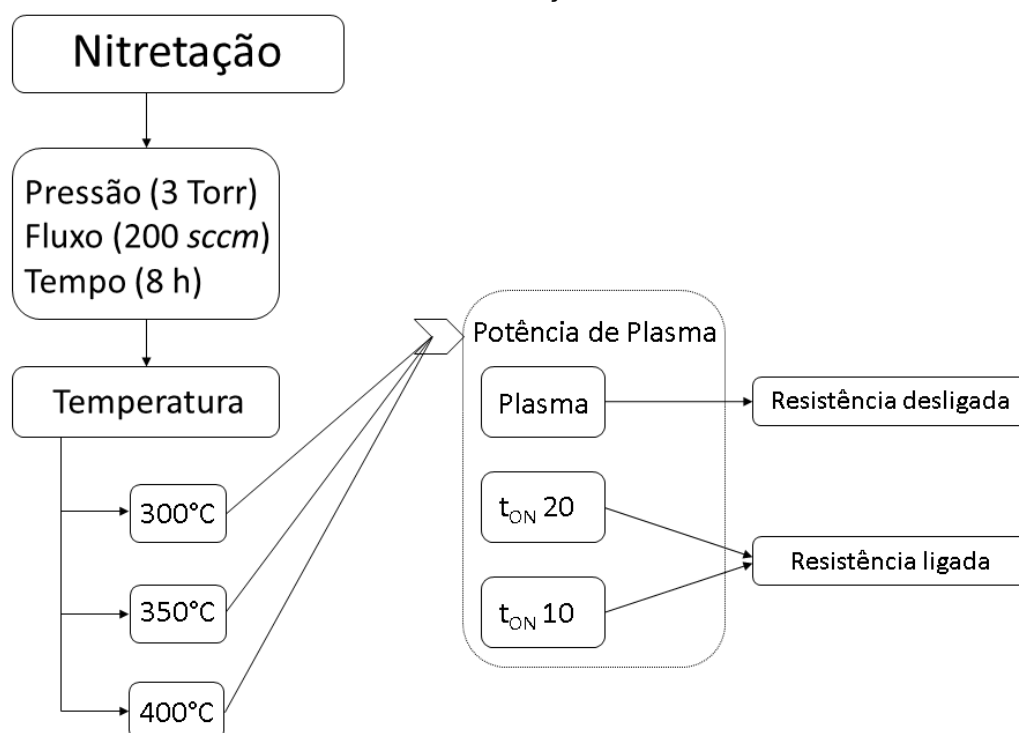 Nitretação
Pressão (3 Torr)
Fluxo (200 sccm)
Tempo (8 h)
Temperatura
300°C
350°C
400°C
Potência de Plasma
Plasma
tON 20
tON 10
Resistência desligada
Resistência ligada